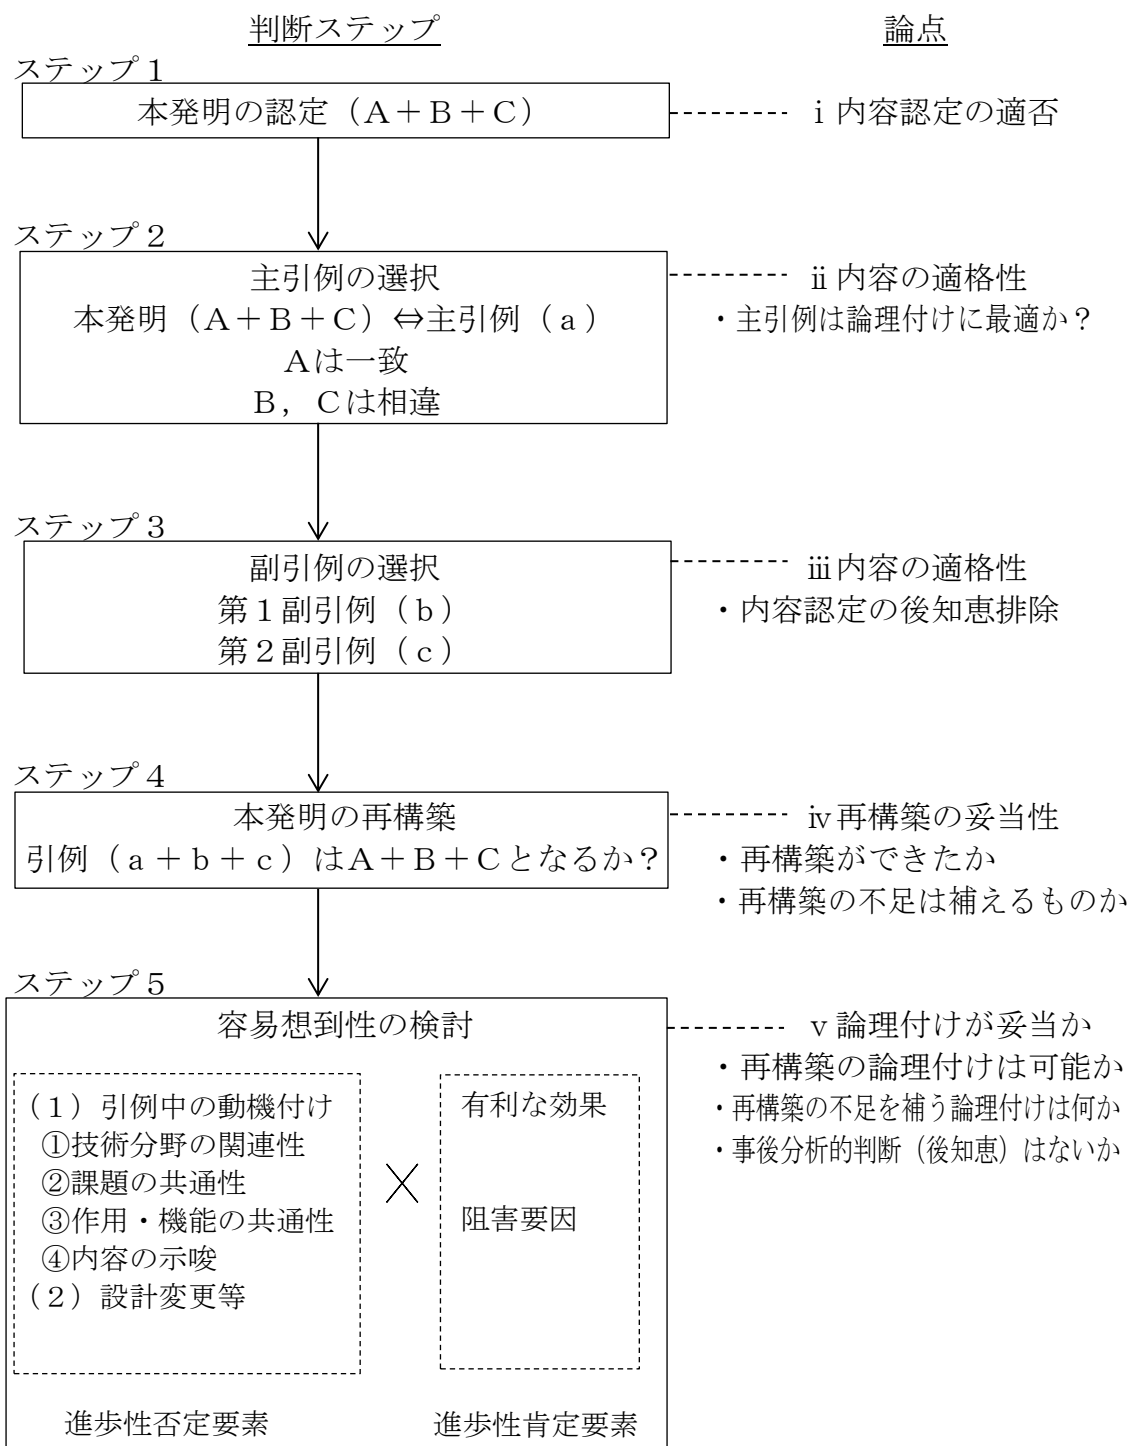 判断ステップ 論点
ステップ1
本発明の認定(A+B+C) ⅰ内容認定の適否
ステップ2
主引例の選択 ⅱ内容の適格性
本発明(A+B+C)⇔主引例(a) ・主引例は論理付けに最適か?
Aは一致
B,Cは相違
ステップ3
副引例の選択 ⅲ内容の適格性
第1副引例(b) ・内容認定の後知恵排除
第2副引例(c)
ステップ4
本発明の再構築 ⅳ再構築の妥当性
引例(a+b+c)はA+B+Cとなるか? ・再構築ができたか
・再構築の不足は補えるものか
ステップ5
容易想到性の検討 ⅴ論理付けが妥当か
・再構築の論理付けは可能か
(1)引例中の動機付け 有利な効果 ・再構築の不足を補う論理付けは何か
①技術分野の関連性 ・事後分析的判断(後知恵)はないか
②課題の共通性
③作用・機能の共通性 阻害要因
④内容の示唆
(2)設計変更等
進歩性否定要素 進歩性肯定要素